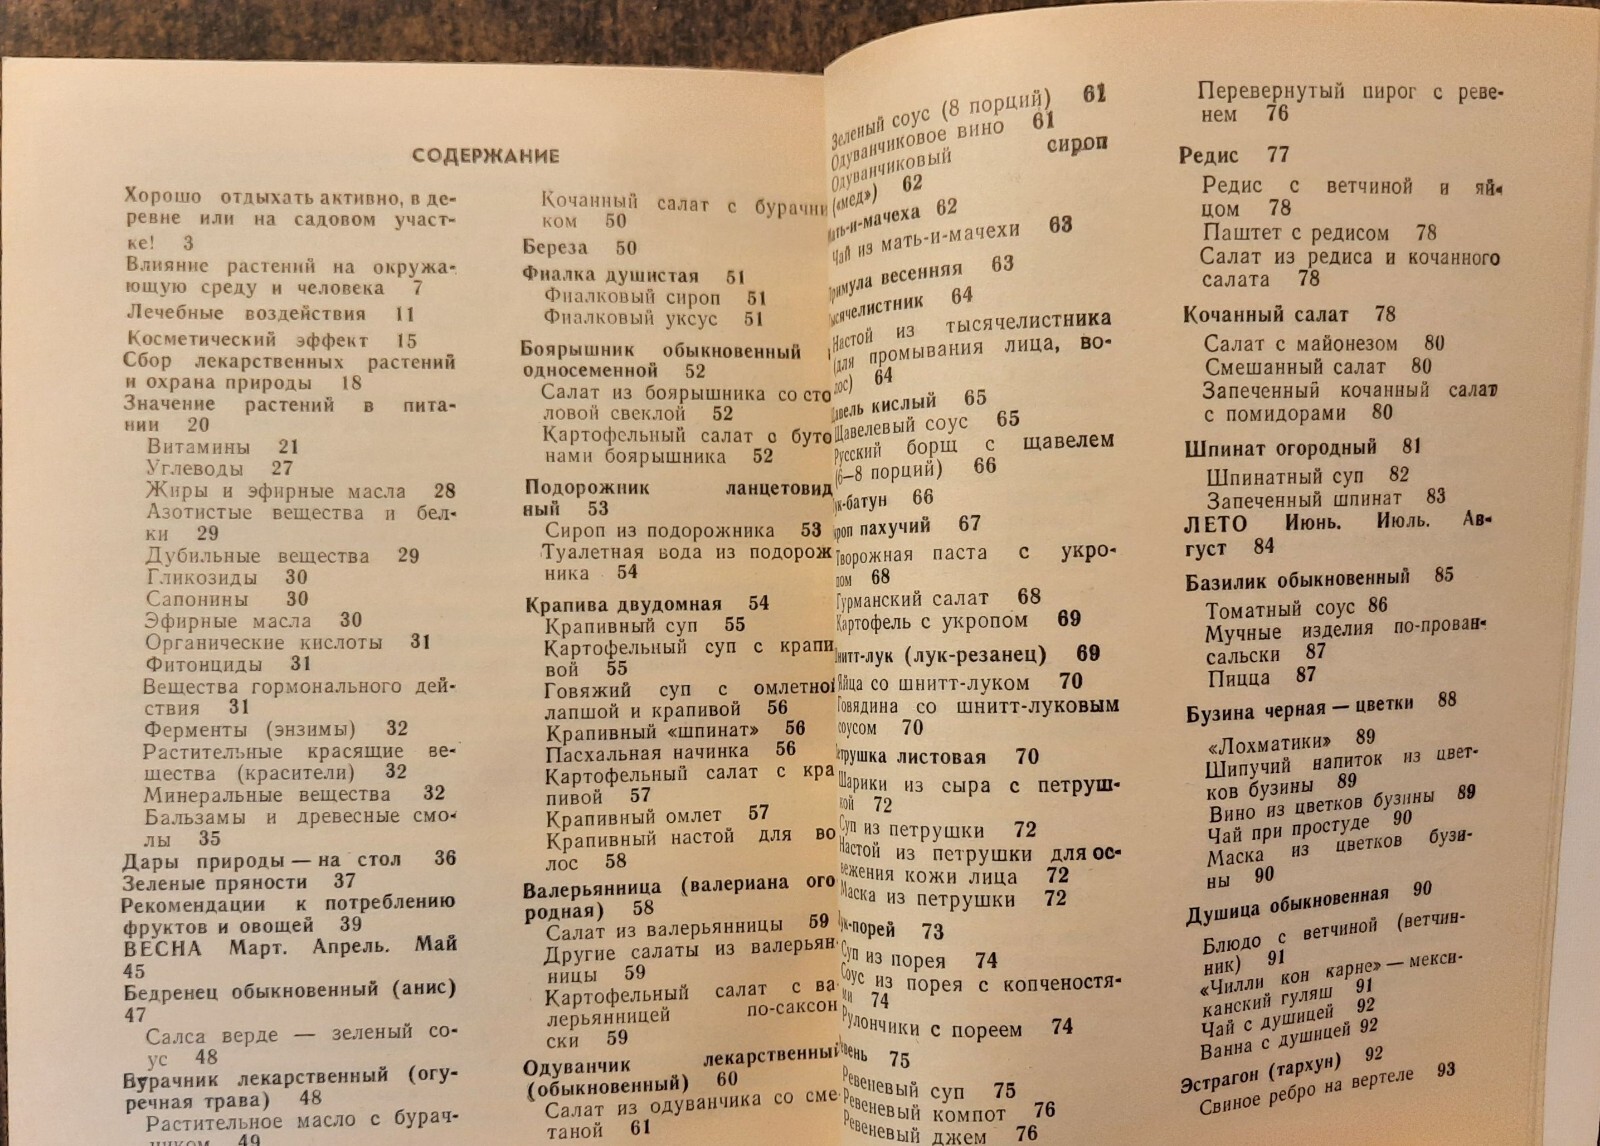 СОДЕРЖАНИЕ
Хорошо отдыхать активно, в де-
ревне или на садовом участ-
ке! 3
Влияние растений на окружа-
ющую среду и человека 7
Лечебные воздействия 11
Косметический эффект 15
Сбор лекарственных растений
и охрана природы 18
Значение растений в пита-
нии 20
Витамины 21
Углеводы 27
Жиры и эфирные масла 28
Азотистые вещества и бел-
ки 29
Дубильные вещества 29
Гликозиды 30
Сапонины 30
Эфирные масла 30
Органические кислоты 31
Фитонциды 31
Вещества гормонального дей-
ствия 31
Ферменты (энзимы) 32
Растительные красящие ве-
щества (красители) 32
Минеральные вещества 32
Бальзамы и древесные смо-
лы 35
Дары природы — на стол 36
Зеленые пряности 37
Рекомендации к потреблению
фруктов и овощей 39
ВЕСНА Март. Апрель. Май
45
Бедренец обыкновенный (анис)
47
Салса верде — зеленый со-
ус 48
Бурачник лекарственный (огу-
речная трава) 48
Растительное масло с бурач-
ником 49
Кочанный салат с бурачни
ком 50
Береза 50
Фиалка душистая 51
Фиалковый сироп 51
Фиалковый уксус 51
Боярышник обыкновенный
односеменной 52
Салат из боярышника со сто
ловой свеклой 52
Картофельный салат с буто
нами боярышника 52
Подорожник ланцетовид
ный 53
Сироп из подорожника 53
Туалетная вода из подорож
ника 54
Крапива двудомная 54
Крапивный суп 55
Картофельный суп с крапи
вой 55
Говяжий суп с омлетной
лапшой и крапивой 56
Крапивный «шпинат» 56
Пасхальная начинка 56
Картофельный салат с кра
пивой 57
Крапивный омлет 57
Крапивный настой для во
лос 58
Валерьянница (валериана ого
родная) 58
Салат из валерьянницы 59
Другие салаты из валерьян-
ницы 59
Картофельный салат с ва
лерьянницей по-саксон
ски 59
Одуванчик лекарственный
(обыкновенный) 60
Салат из одуванчика со сме
таной 61
Зеленый соус (8 порций) 61
Одуванчиковое вино 61
Одуванчиковый сироп
(«мед») 62
ать-и-мачеха 62
Чай из мать-и-мачехи 63
римула весенняя 63
ысячелистник 64
Настой из тысячелистника
(для промывания лица, во-
лос) 64
авель кислый 65
Щавелевый соус 65
Русский борщ с щавелем
(6—8 порций) 66
ук-батун 66
кроп пахучий 67
Творожная паста с укро-
пом 68
Гурманский салат 68
Картофель с укропом 69
нитт-лук (лук-резанец) 69
Яйца со шнитт-луком 70
Говядина со шнитт-луковым
соусом 70
етрушка листовая 70
Шарики из сыра с петруш-
кой 72
Суп из петрушки 72
Настой из петрушки для ос-
вежения кожи лица 72
Маска из петрушки 72
ук-порей 73
Суп из порея 74
Соус из порея с копченостя-
ми 74
Рулончики с пореем 74
евень 75
Ревеневый суп 75
Ревеневый компот 76
Ревеневый джем 76
Перевернутый пирог с реве-
нем 76
Редис 77
Редис с ветчиной и яй-
цом 78
Паштет с редисом 78
Салат из редиса и кочанного
салата 78
Кочанный салат 78
Салат с майонезом 80
Смешанный салат 80
Запеченный кочанный салат
с помидорами 80
Шпинат огородный 81
Шпинатный суп 82
Запеченный шпинат 83
ЛЕТО Июнь. Июль. Ав-
густ 84
Базилик обыкновенный 85
Томатный соус 86
Мучные изделия по-прован-
сальски 87
Пицца 87
Бузина черная — цветки 88
«Лохматики» 89
Шипучий напиток из цвет-
ков бузины 89
Вино из цветков бузины 89
Чай при простуде 90
Маска из цветков бузи-
ны 90
Душица обыкновенная 90
Блюдо с ветчиной (ветчин-
ник) 91
«Чилли кон карне» — мекси-
канский гуляш 91
Чай с душицей 92
Ванна с душицей 92
Эстрагон (тархун) 92
Свиное ребро на вертеле 93